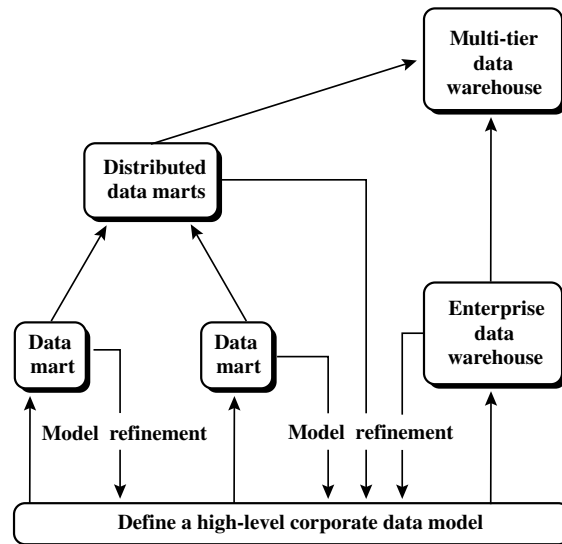 Multi-tier
data
warehouse
Distributed
data marts
Data
mart
Data
mart
Enterprise
data
warehouse
Model refinement
Model refinement
Define a high-level corporate data model